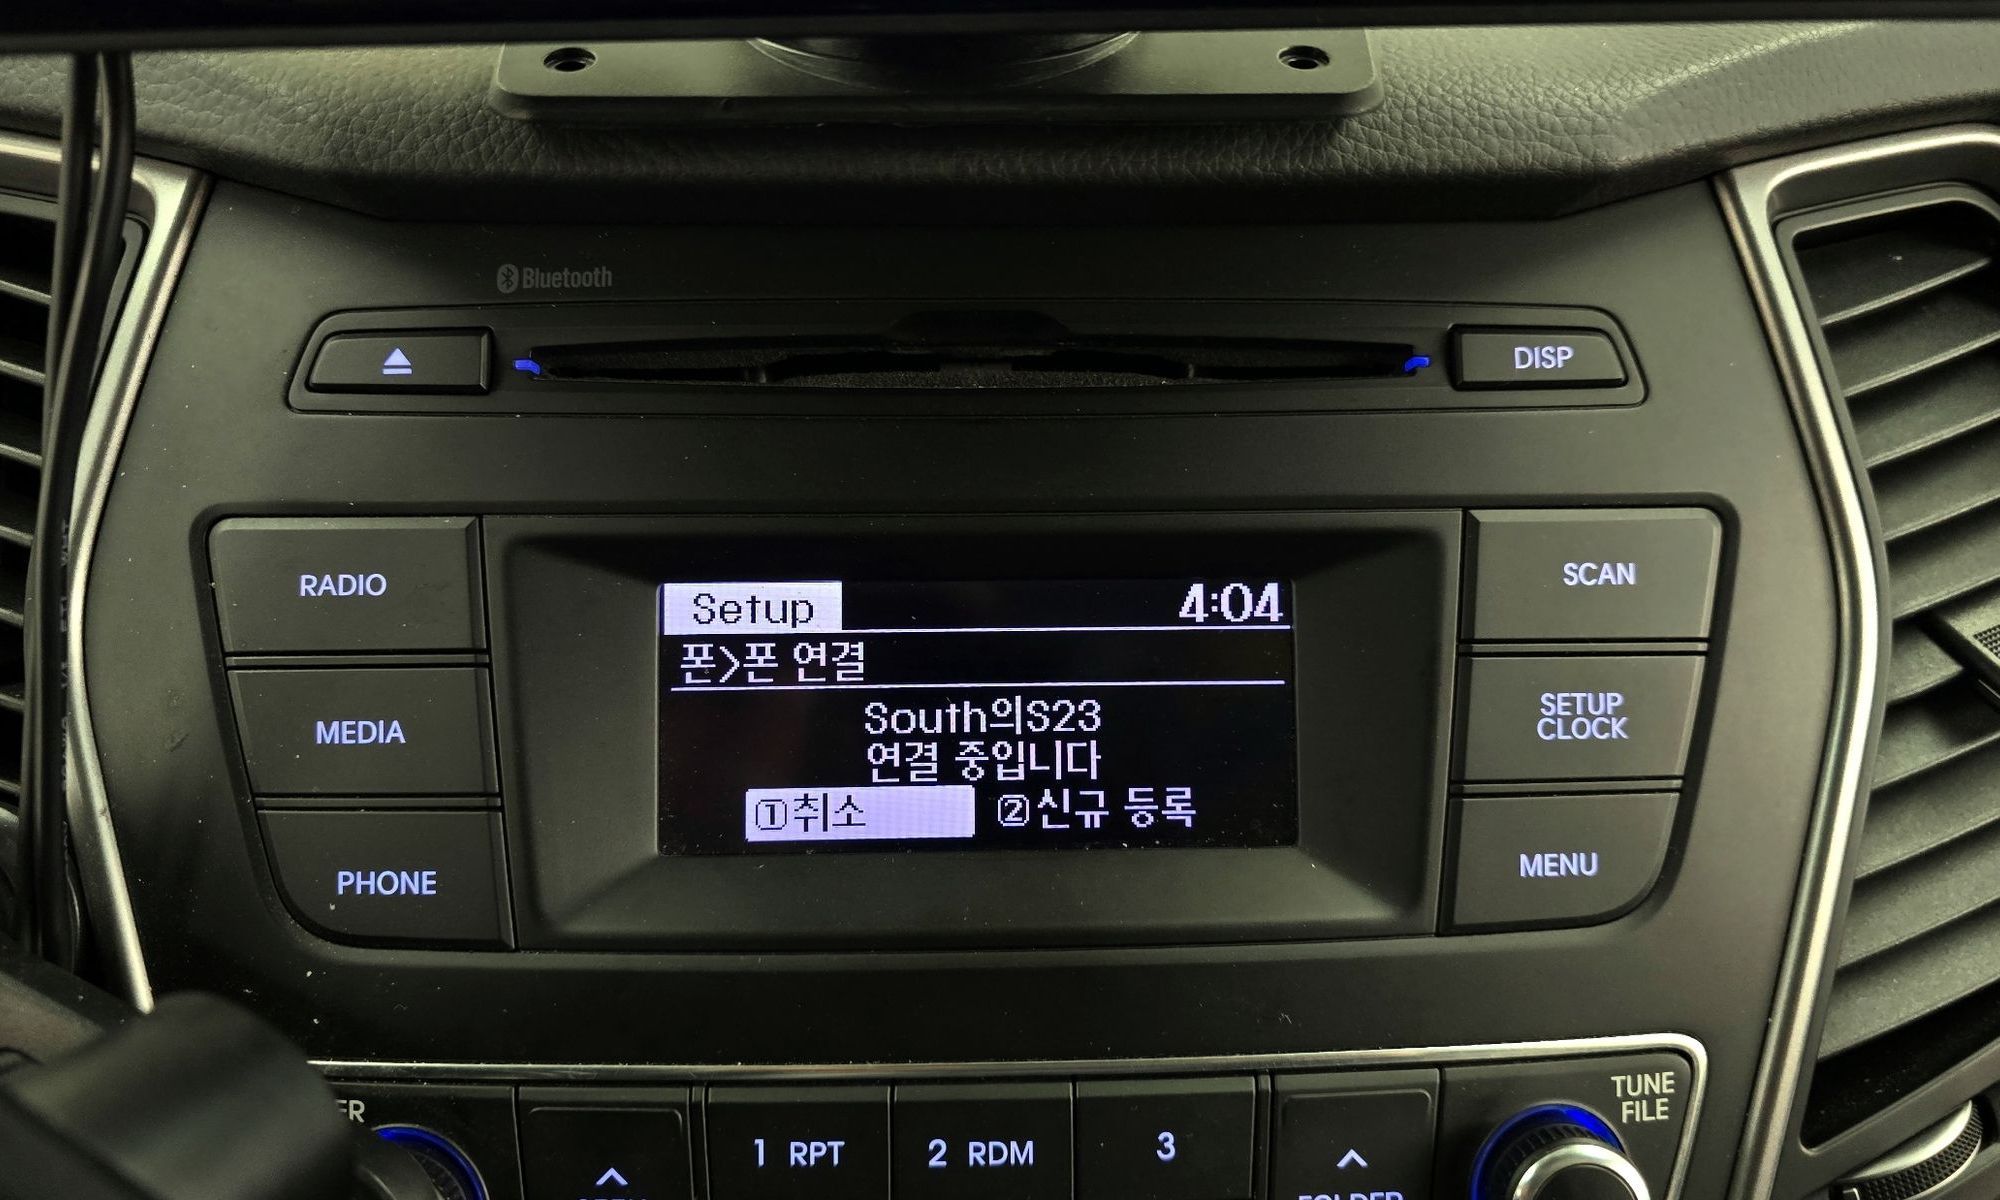 Bluetooth
DISP
RADIO
MEDIA
PHONE
Setup 4:04
폰>폰 연결
South의S23
연결 중입니다
①취소 ②신규 등록
SCAN
SETUP
CLOCK
MENU
1 RPT
2 RDM
3
FOLDER
TUNE
FILE